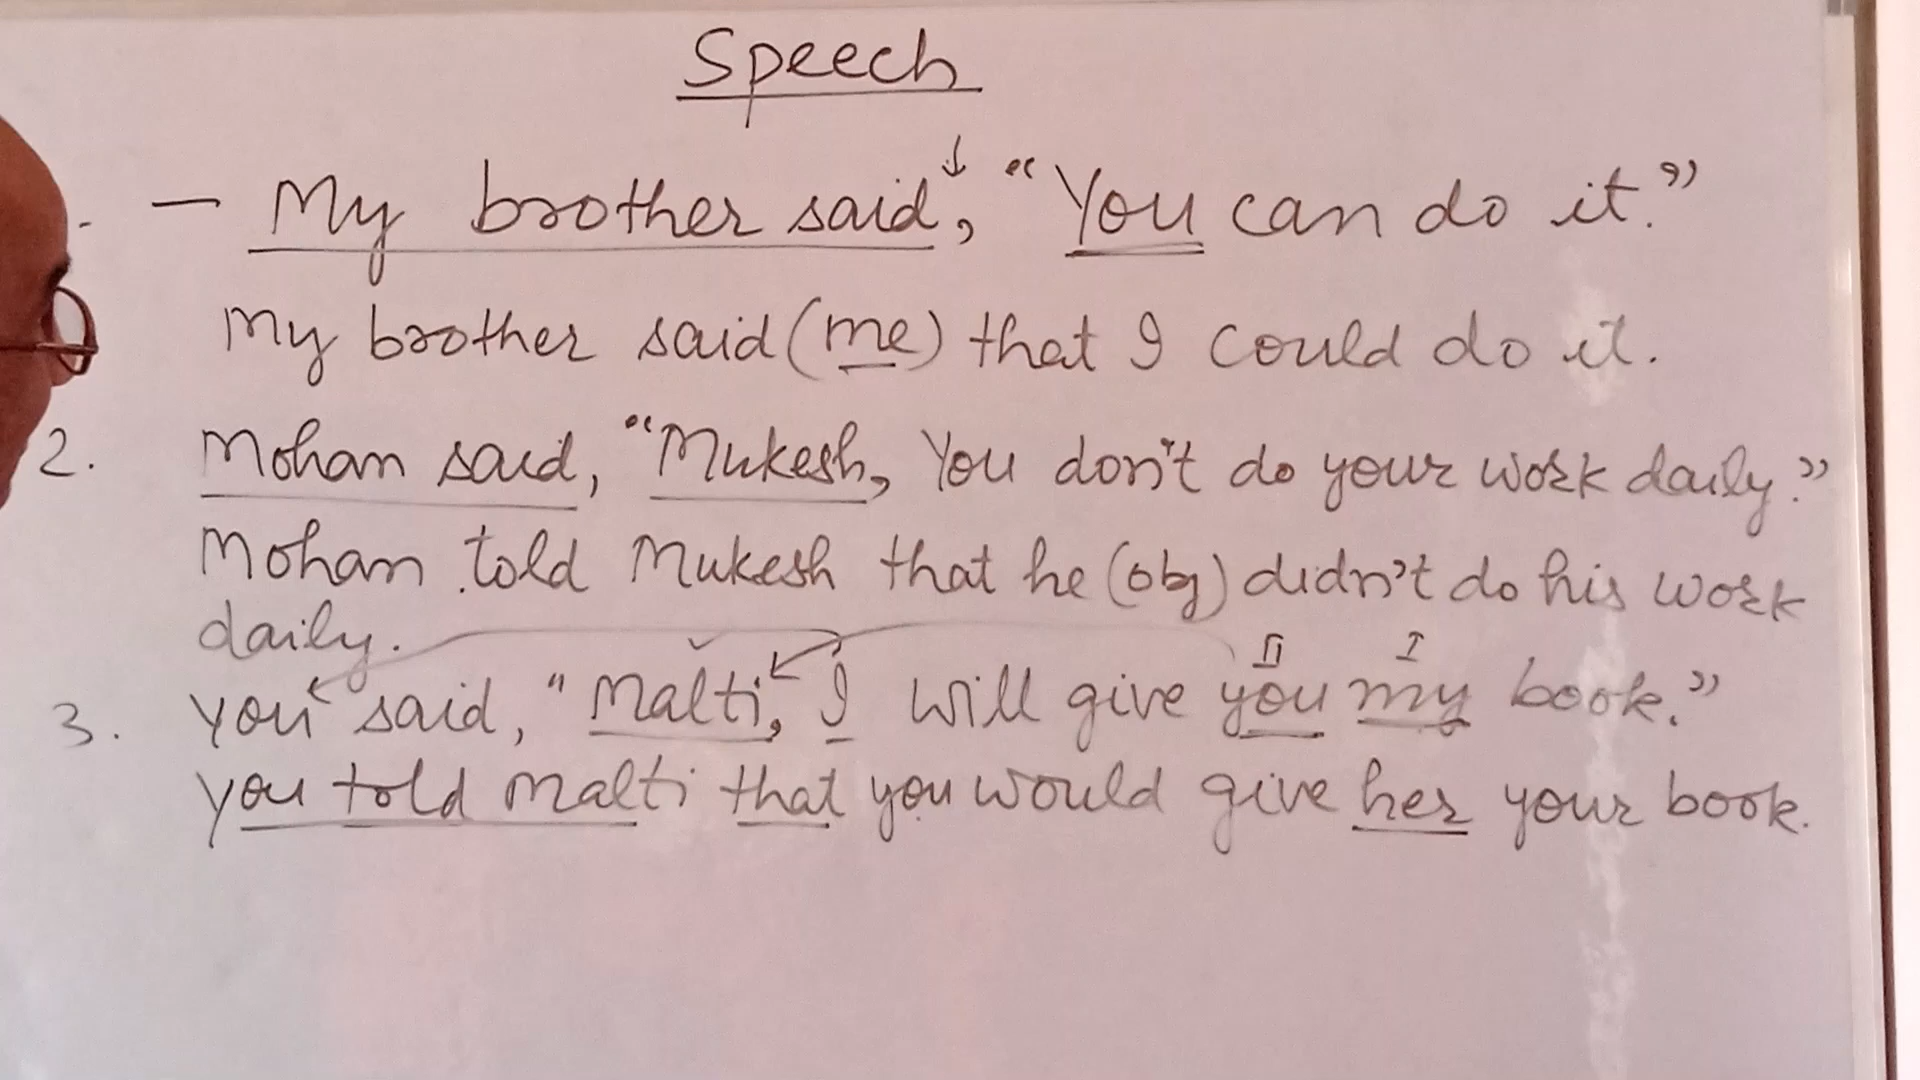 Speech
- My brother said, "You can do it."
My brother said (me) that I could do it.
2. Mohan said, "Mukesh, You don't do your work daily."
Mohan told Mukesh that he (obj) didn't do his work
daily.
II I
3. You said, "Malti, I will give you my book."
You told Malti that you would give her your book.